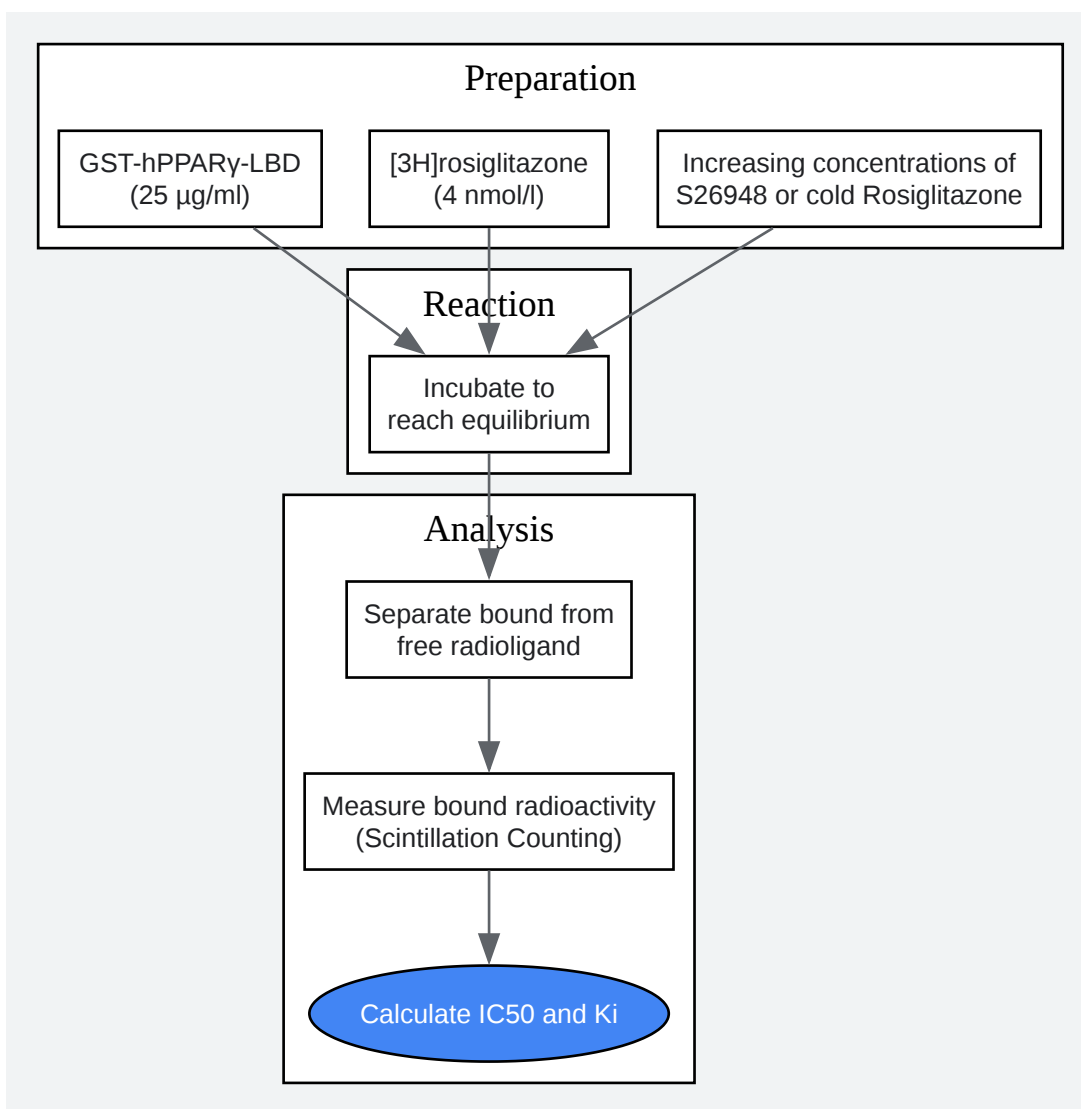 Preparation
GST-hPPARγ-LBD
(25 µg/ml)
[3H]rosiglitazone
(4 nmol/l)
Increasing concentrations of
S26948 or cold Rosiglitazone
Reaction
Incubate to
reach equilibrium
Analysis
Separate bound from
free radioligand
Measure bound radioactivity
(Scintillation Counting)
Calculate IC50 and Ki